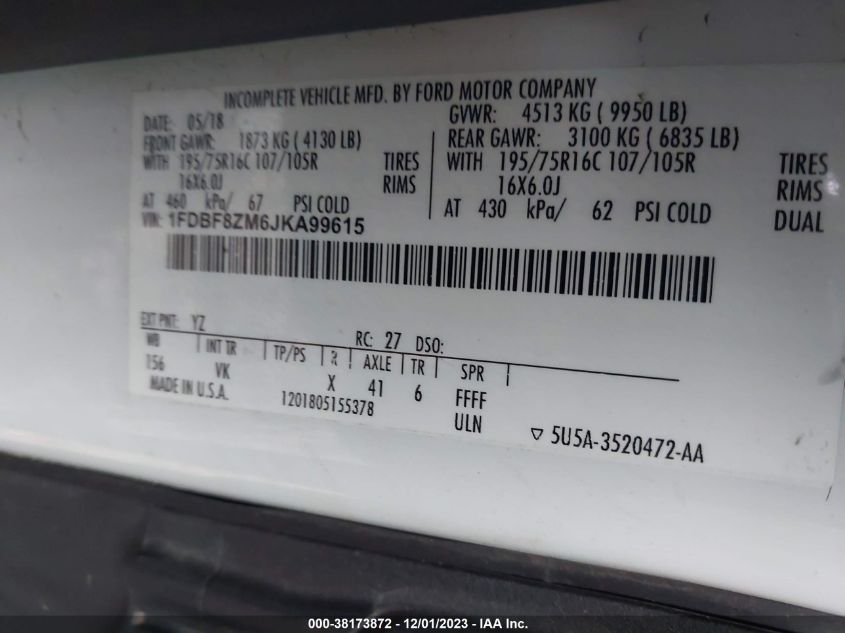 INCOMPLETE VEHICLE MFD. BY FORD MOTOR COMPANY
DATE: 05/18 GVWR: 4513 KG ( 9950 LB)
FRONT GAWR: 1873 KG ( 4130 LB) REAR GAWR: 3100 KG ( 6835 LB)
WITH 195/75R16C 107/105R TIRES WITH 195/75R16C 107/105R TIRES
16X6.0J RIMS 16X6.0J RIMS
AT 460 kPa/ 67 PSI COLD AT 430 kPa/ 62 PSI COLD DUAL
VIN: 1FDBF8ZM6JKA99615
EXT PNT: YZ RC: 27 DSO:
WB INT TR TP/PS R AXLE TR SPR
156 VK X 41 6 FFFF
MADE IN U.S.A. 1201805155378 ULN ▽ 5U5A-3520472-AA
000-38173872 - 12/01/2023 - IAA Inc.